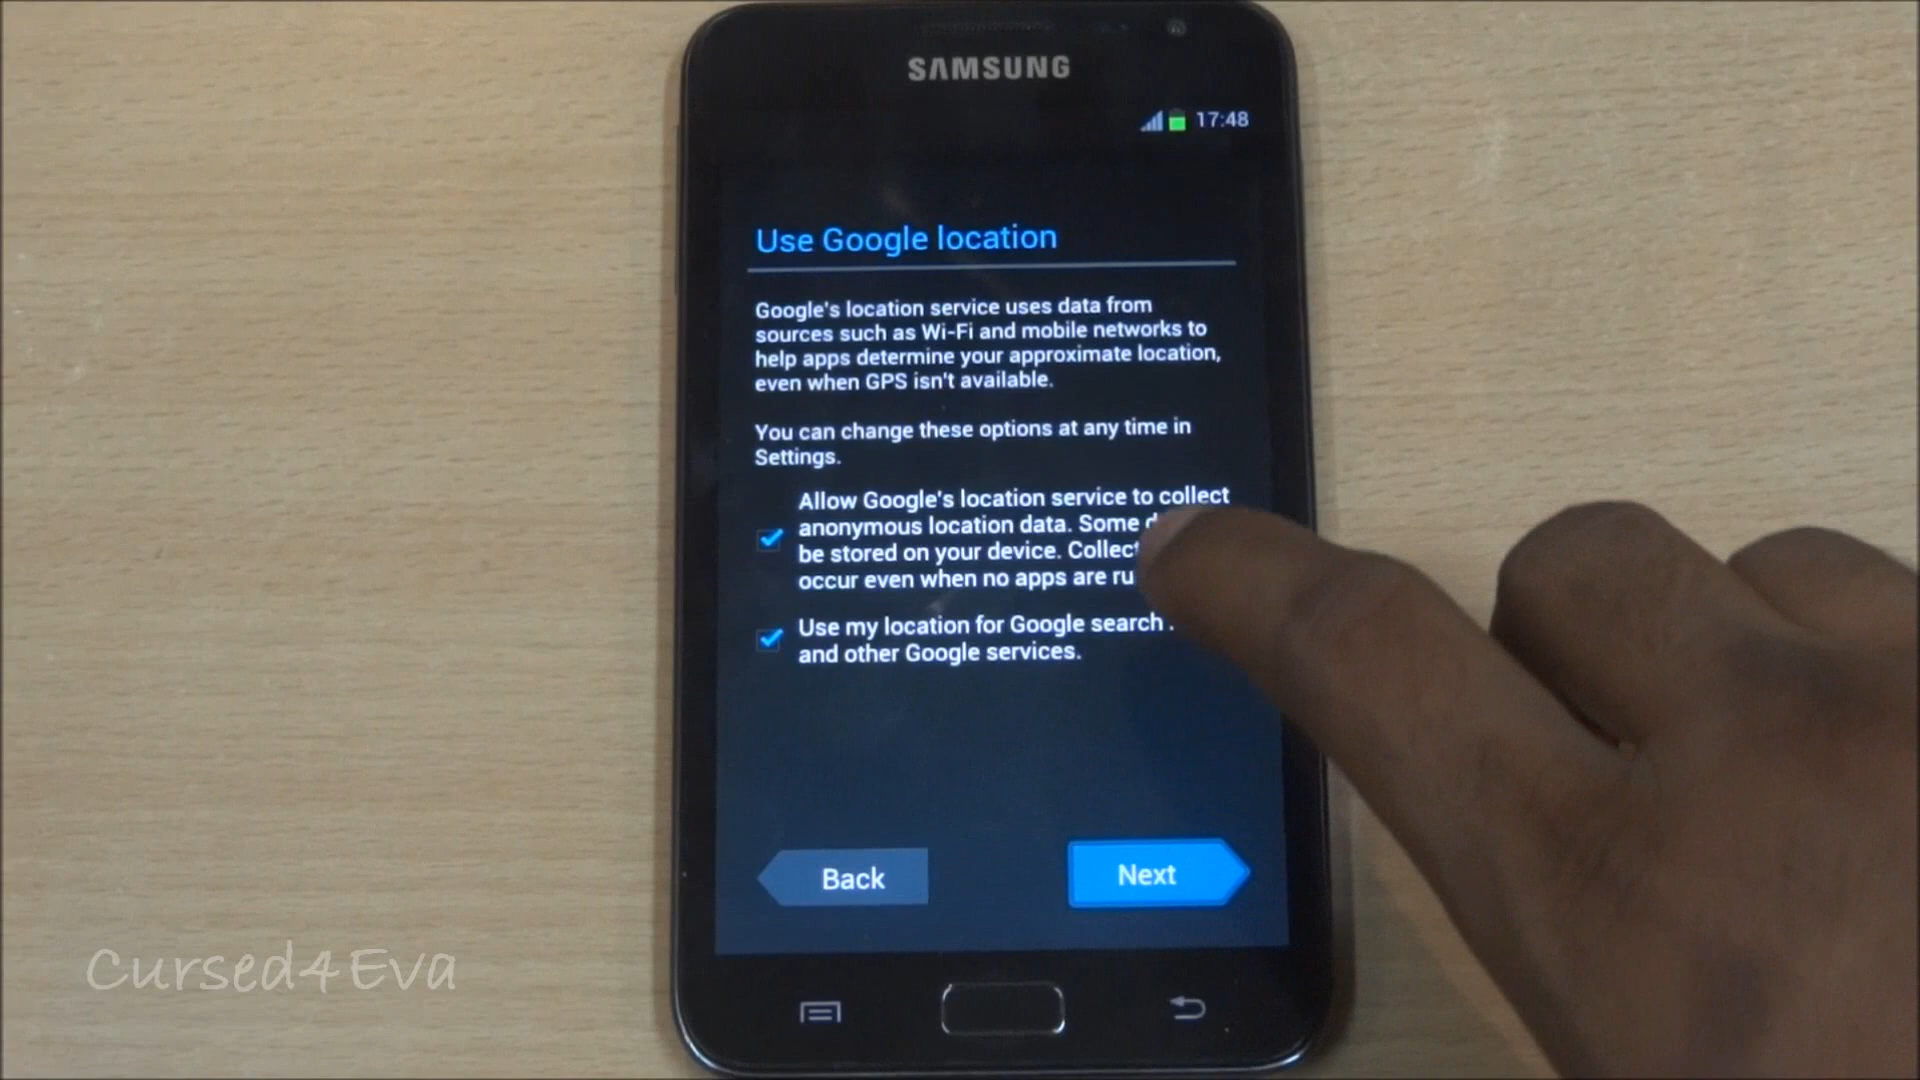 SAMSUNG
17:48
Use Google location
Google's location service uses data from
sources such as Wi-Fi and mobile networks to
help apps determine your approximate location,
even when GPS isn't available.
You can change these options at any time in
Settings.
Allow Google's location service to collect
anonymous location data. Some
be stored on your device.
occur even when no apps are
Use my location for Google search
and other Google services.
Back
Next
Cursed4Eva